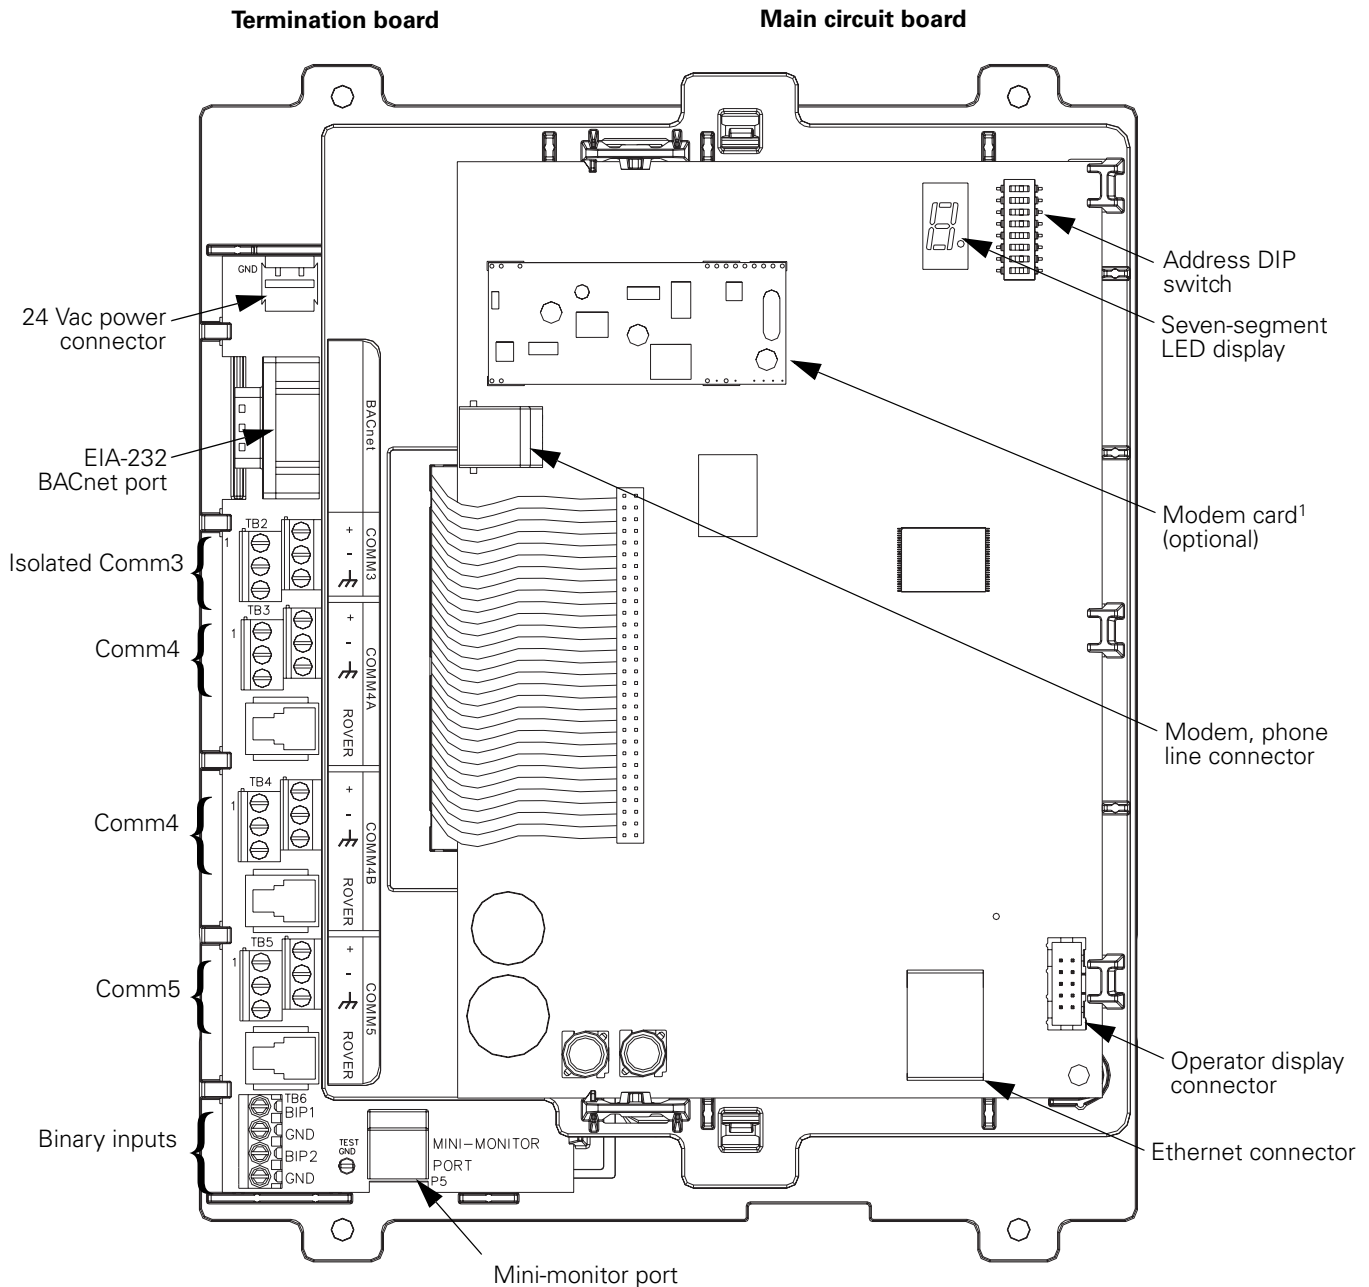 Termination board
Main circuit board
GND
24 Vac power
connector
EIA-232
BACnet port
BACnet
Address DIP
switch
Seven-segment
LED display
Modem card1
(optional)
Modem, phone
line connector
Isolated Comm3
TB2
1
+
-
COMM3
Comm4
TB3
1
+
-
COMM4A
ROVER
Comm4
TB4
1
+
-
COMM4B
ROVER
Comm5
TB5
1
+
-
COMM5
ROVER
Binary inputs
TB6
BIP1
GND
BIP2
GND
TEST
GND
MINI-MONITOR
PORT
P5
Operator display
connector
Ethernet connector
Mini-monitor port